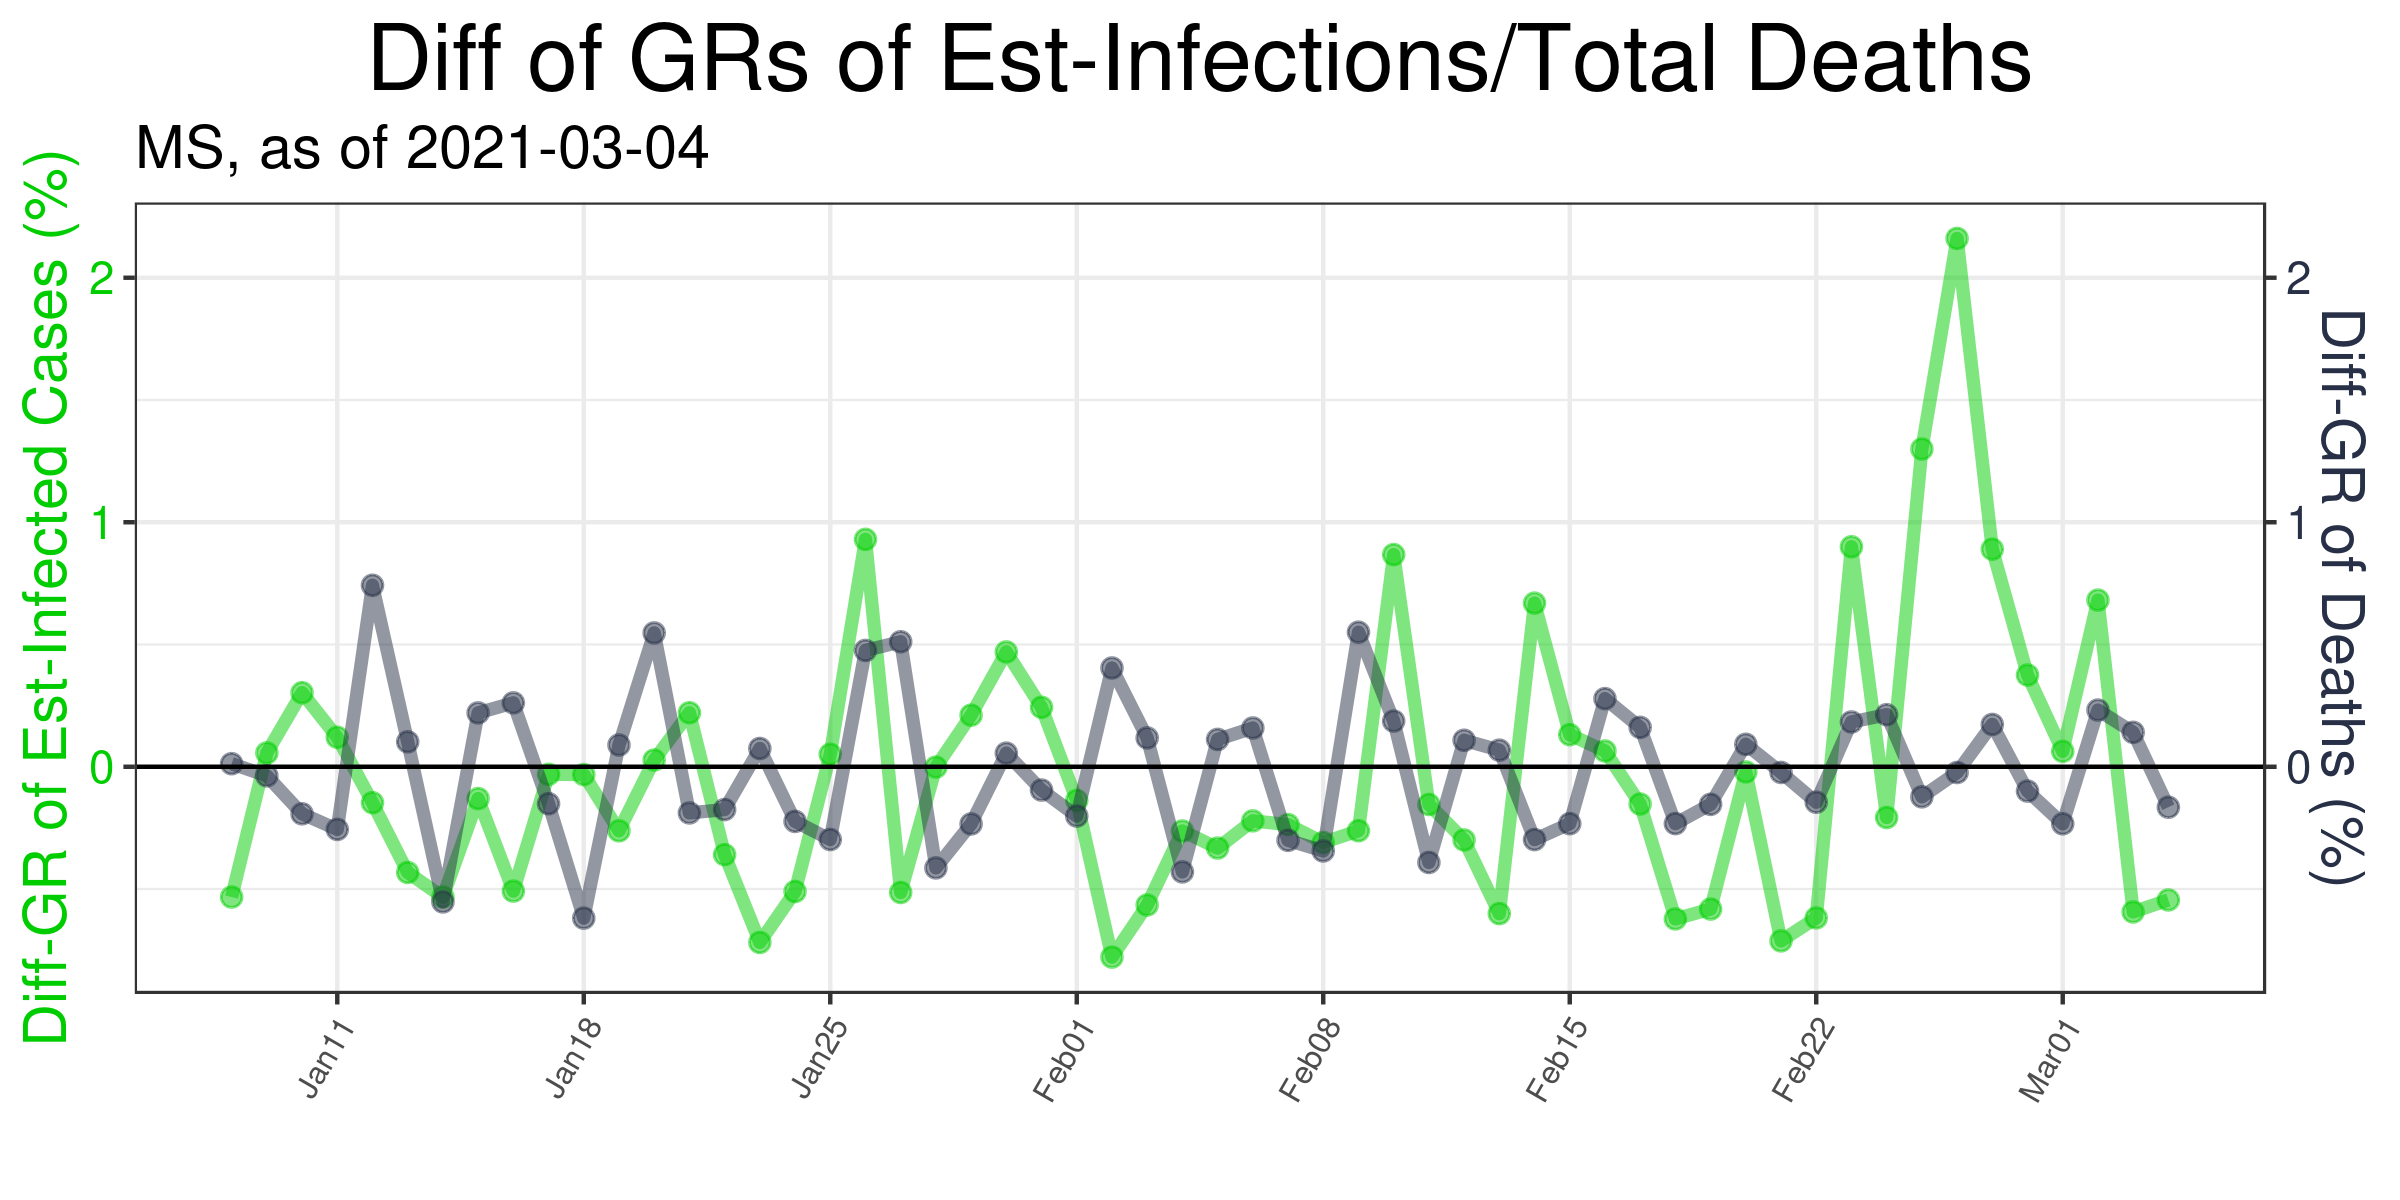 Diff of GRs of Est-Infections/Total Deaths
MS, as of 2021-03-04
Diff-GR of Est-Infected Cases (%)
2
1
0
2
1
0
Diff-GR of Deaths (%)
Jan11
Jan18
Jan25
Feb01
Feb08
Feb15
Feb22
Mar01